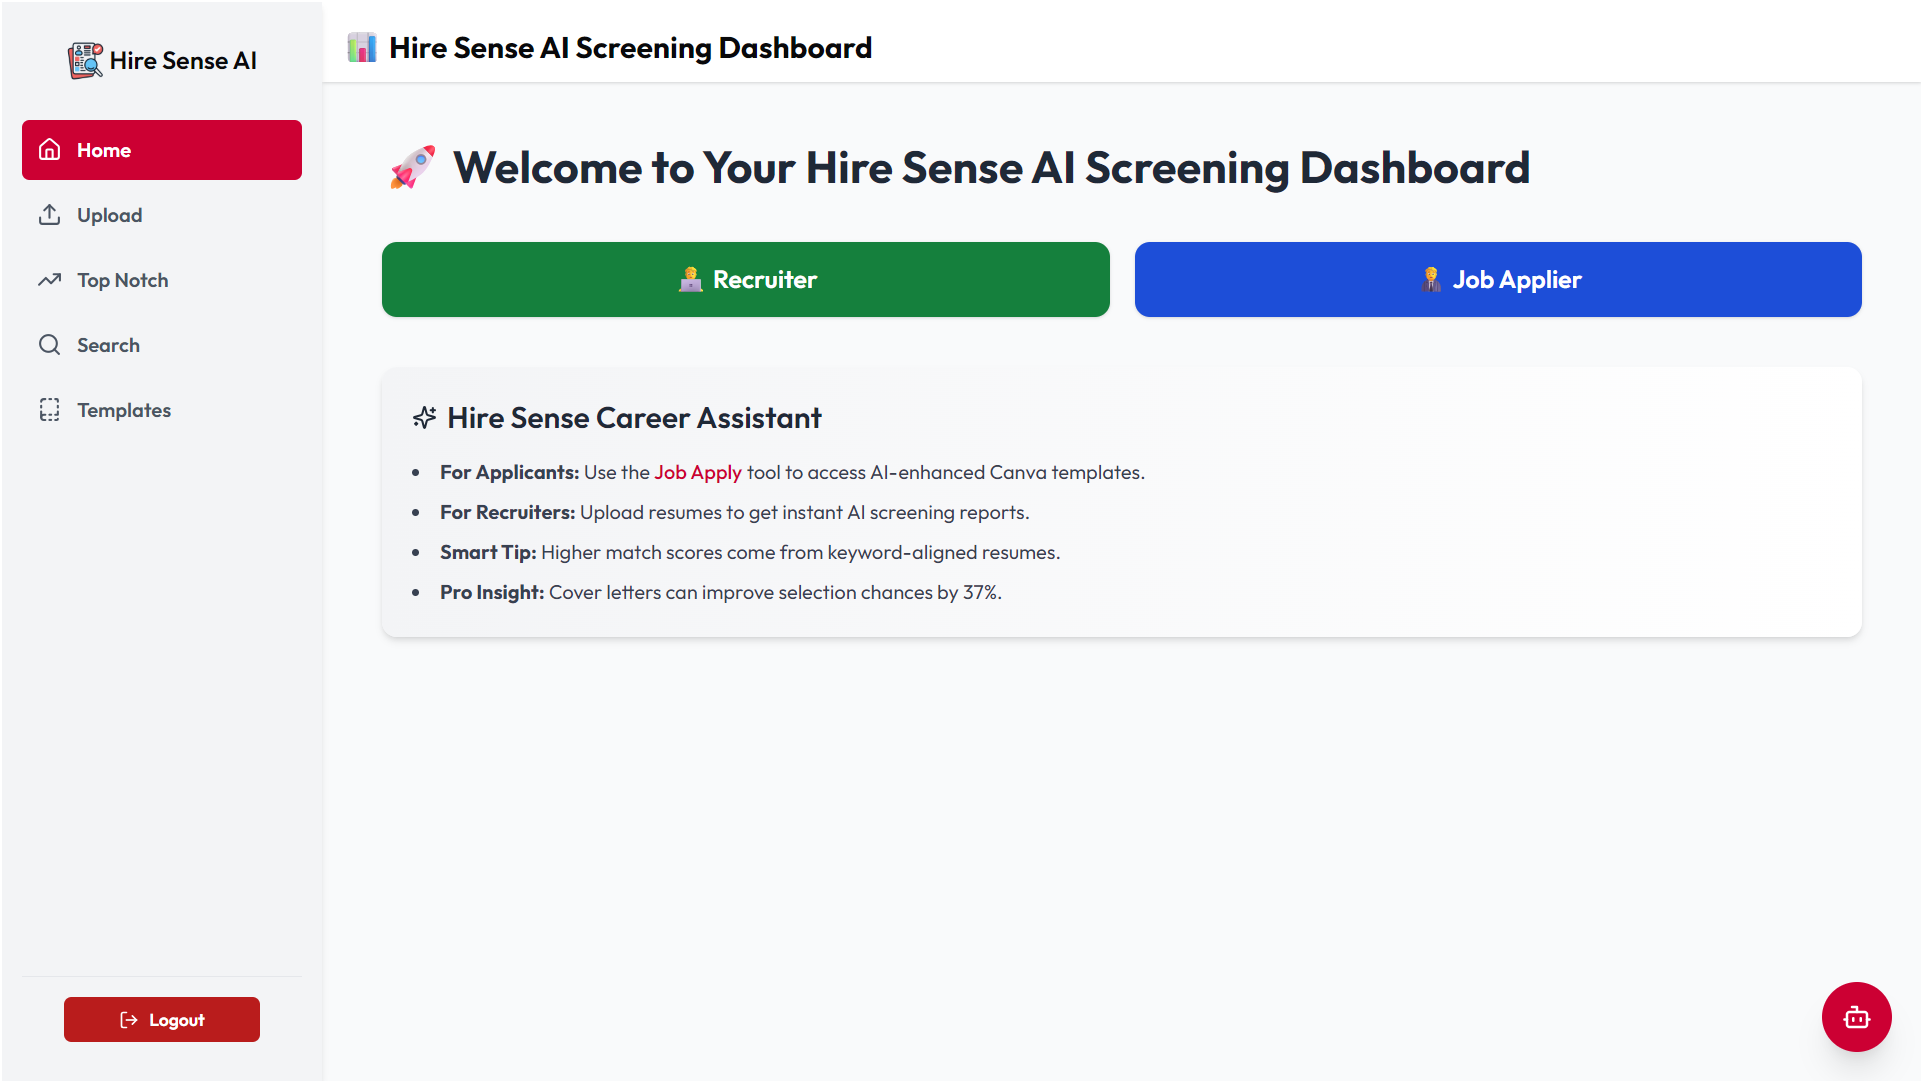 Hire Sense AI
Home
Upload
Top Notch
Search
Templates
Logout
Hire Sense AI Screening Dashboard
Welcome to Your Hire Sense AI Screening Dashboard
Recruiter
Job Applier
Hire Sense Career Assistant
For Applicants: Use the Job Apply tool to access AI-enhanced Canva templates.
For Recruiters: Upload resumes to get instant AI screening reports.
Smart Tip: Higher match scores come from keyword-aligned resumes.
Pro Insight: Cover letters can improve selection chances by 37%.